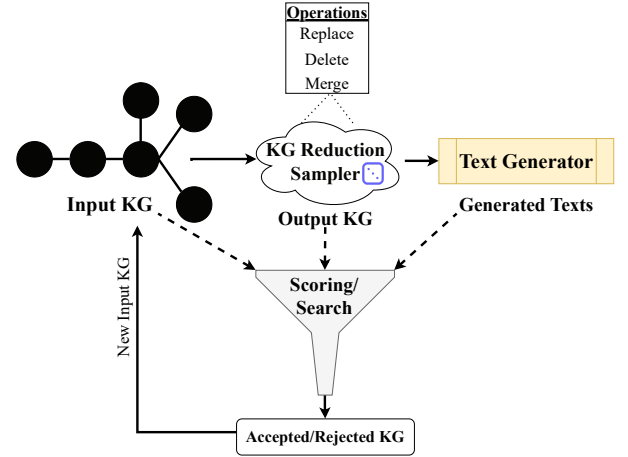 Operations
Replace
Delete
Merge
KG Reduction
Sampler
Text Generator
Input KG
Output KG
Generated Texts
Scoring/
Search
New Input KG
Accepted/Rejected KG